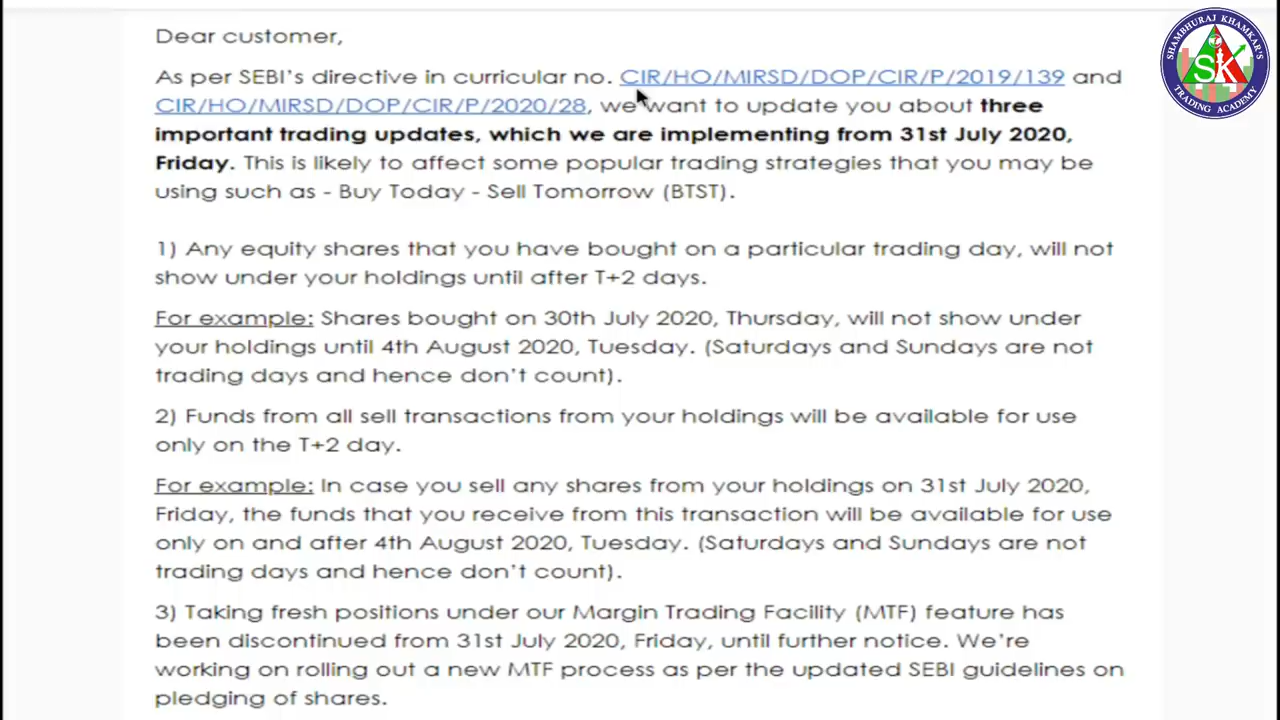 Dear customer,
As per SEBI's directive in curricular no. CIR/HO/MIRSD/DOP/CIR/P/2019/139 and
CIR/HO/MIRSD/DOP/CIR/P/2020/28, we want to update you about three
important trading updates, which we are implementing from 31st July 2020,
Friday. This is likely to affect some popular trading strategies that you may be
using such as - Buy Today - Sell Tomorrow (BTST).
1) Any equity shares that you have bought on a particular trading day, will not
show under your holdings until after T+2 days.
For example: Shares bought on 30th July 2020, Thursday, will not show under
your holdings until 4th August 2020, Tuesday. (Saturdays and Sundays are not
trading days and hence don't count).
2) Funds from all sell transactions from your holdings will be available for use
only on the T+2 day.
For example: In case you sell any shares from your holdings on 31st July 2020,
Friday, the funds that you receive from this transaction will be available for use
only on and after 4th August 2020, Tuesday. (Saturdays and Sundays are not
trading days and hence don't count).
3) Taking fresh positions under our Margin Trading Facility (MTF) feature has
been discontinued from 31st July 2020, Friday, until further notice. We're
working on rolling out a new MTF process as per the updated SEBI guidelines on
pledging of shares.
SHAMBHURAJ KHAMKAR'S
SK
TRADING ACADEMY